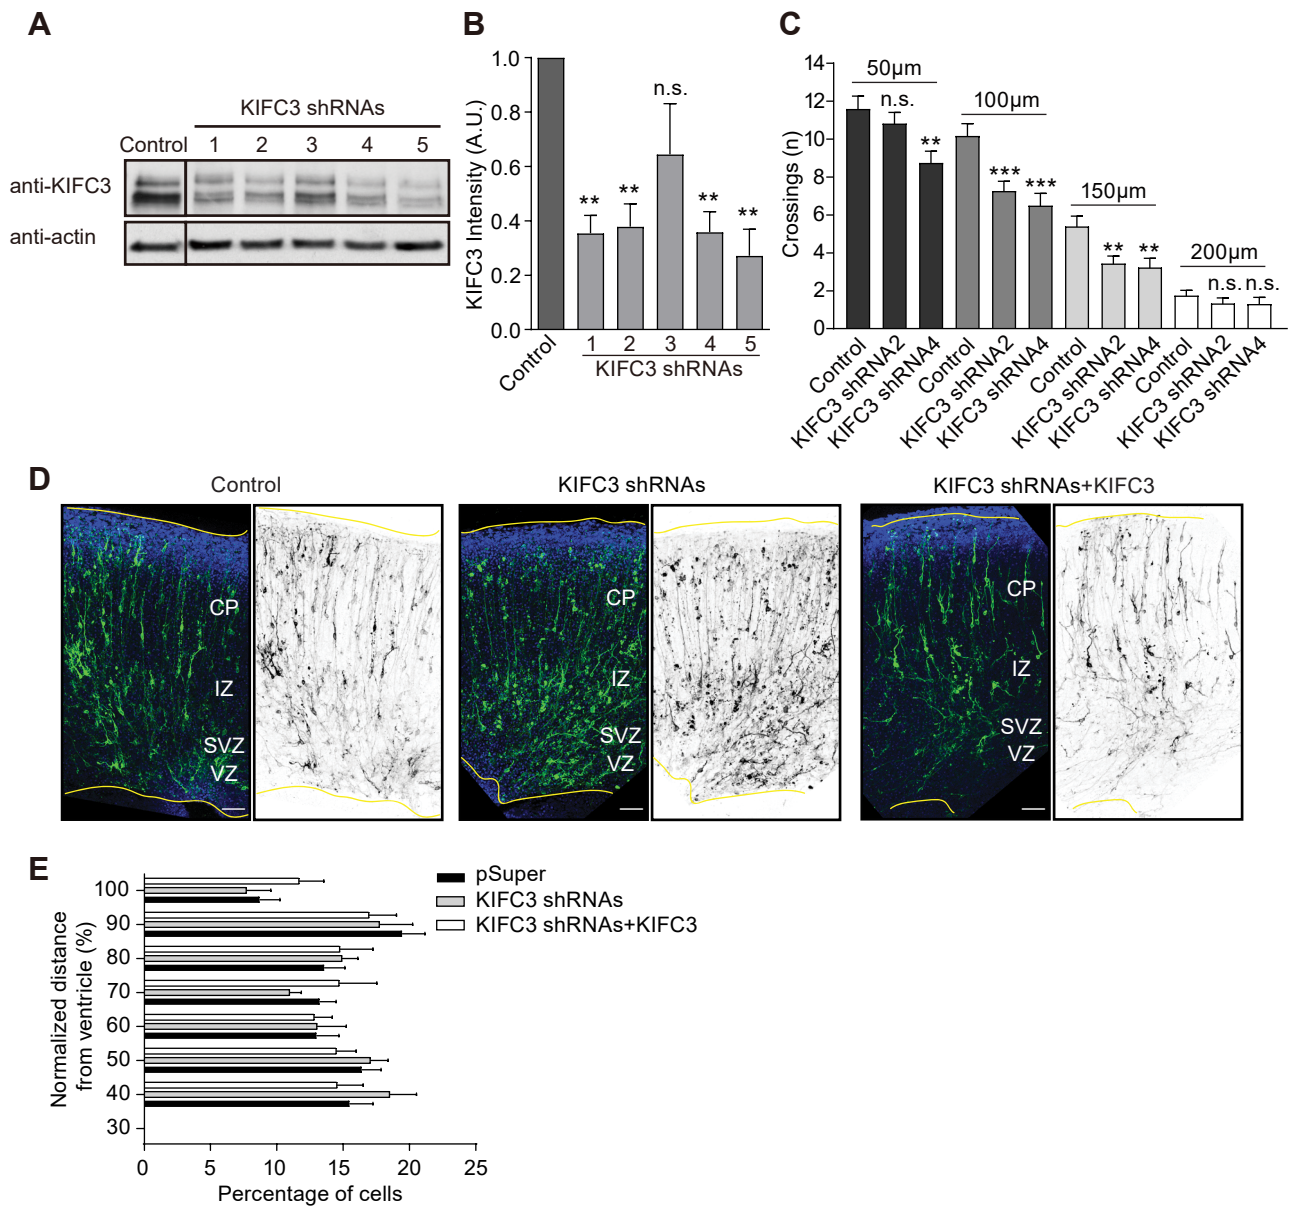 A
KIFC3 shRNAs
Control 1 2 3 4 5
anti-KIFC3
anti-actin
B
KIFC3 Intensity (A.U.)
1.0
0.8
0.6
0.4
0.2
0.0
** ** n.s. ** **
Control 1 2 3 4 5
KIFC3 shRNAs
C
Crossings (n)
14
12
10
8
6
4
2
0
50µm
n.s. **
100µm
*** ***
150µm
** **
200µm
n.s. n.s.
Control
KIFC3 shRNA2
KIFC3 shRNA4
Control
KIFC3 shRNA2
KIFC3 shRNA4
Control
KIFC3 shRNA2
KIFC3 shRNA4
Control
KIFC3 shRNA2
KIFC3 shRNA4
D
Control
CP
IZ
SVZ
VZ
KIFC3 shRNAs
CP
IZ
SVZ
VZ
KIFC3 shRNAs+KIFC3
CP
IZ
SVZ
VZ
E
Normalized distance
from ventricle (%)
100
90
80
70
60
50
40
30
0 5 10 15 20 25
Percentage of cells
pSuper
KIFC3 shRNAs
KIFC3 shRNAs+KIFC3